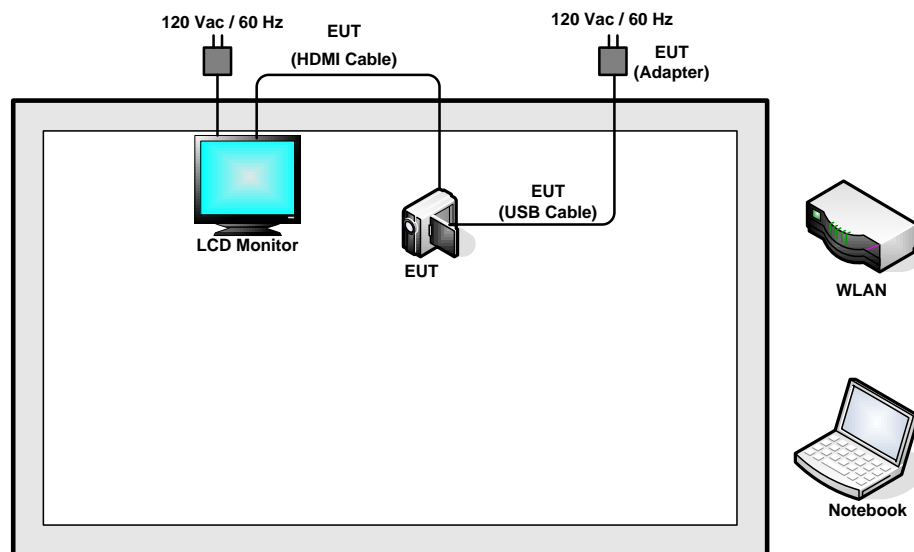 120 Vac / 60 Hz
EUT
(HDMI Cable)
120 Vac / 60 Hz
EUT
(Adapter)
LCD Monitor
EUT
(USB Cable)
EUT
WLAN
Notebook